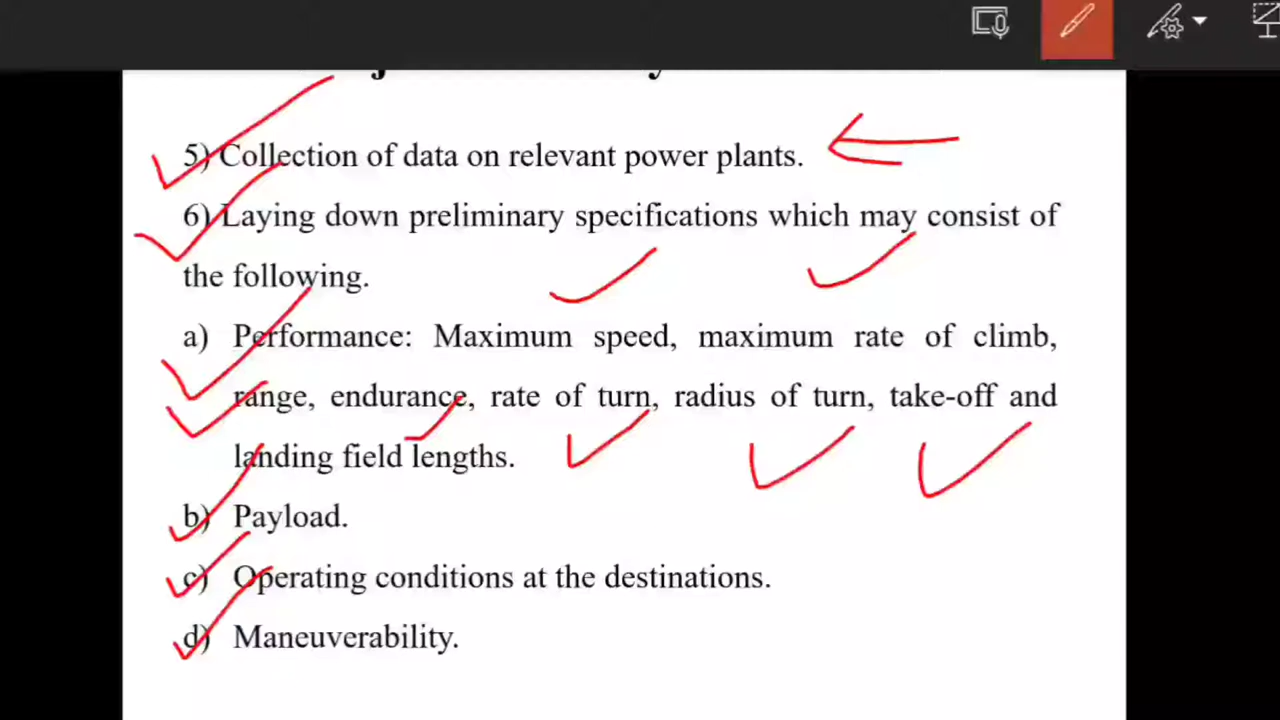 5) Collection of data on relevant power plants.
6) Laying down preliminary specifications which may consist of
the following.
a) Performance: Maximum speed, maximum rate of climb,
range, endurance, rate of turn, radius of turn, take-off and
landing field lengths.
b) Payload.
c) Operating conditions at the destinations.
d) Maneuverability.